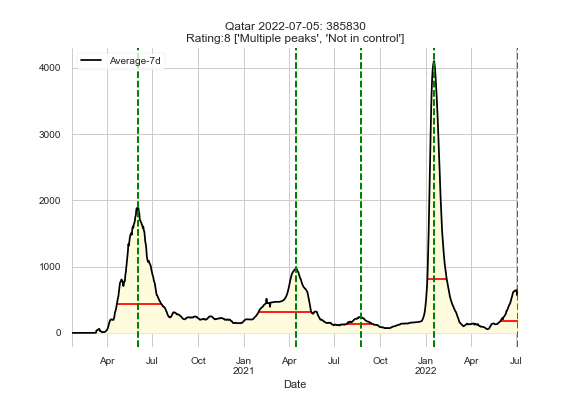 Qatar 2022-07-05: 385830
Rating:8 ['Multiple peaks', 'Not in control']
Average-7d
4000
3000
2000
1000
0
Apr Jul Oct Jan Apr Jul Oct Jan Apr Jul
2021 2022
Date